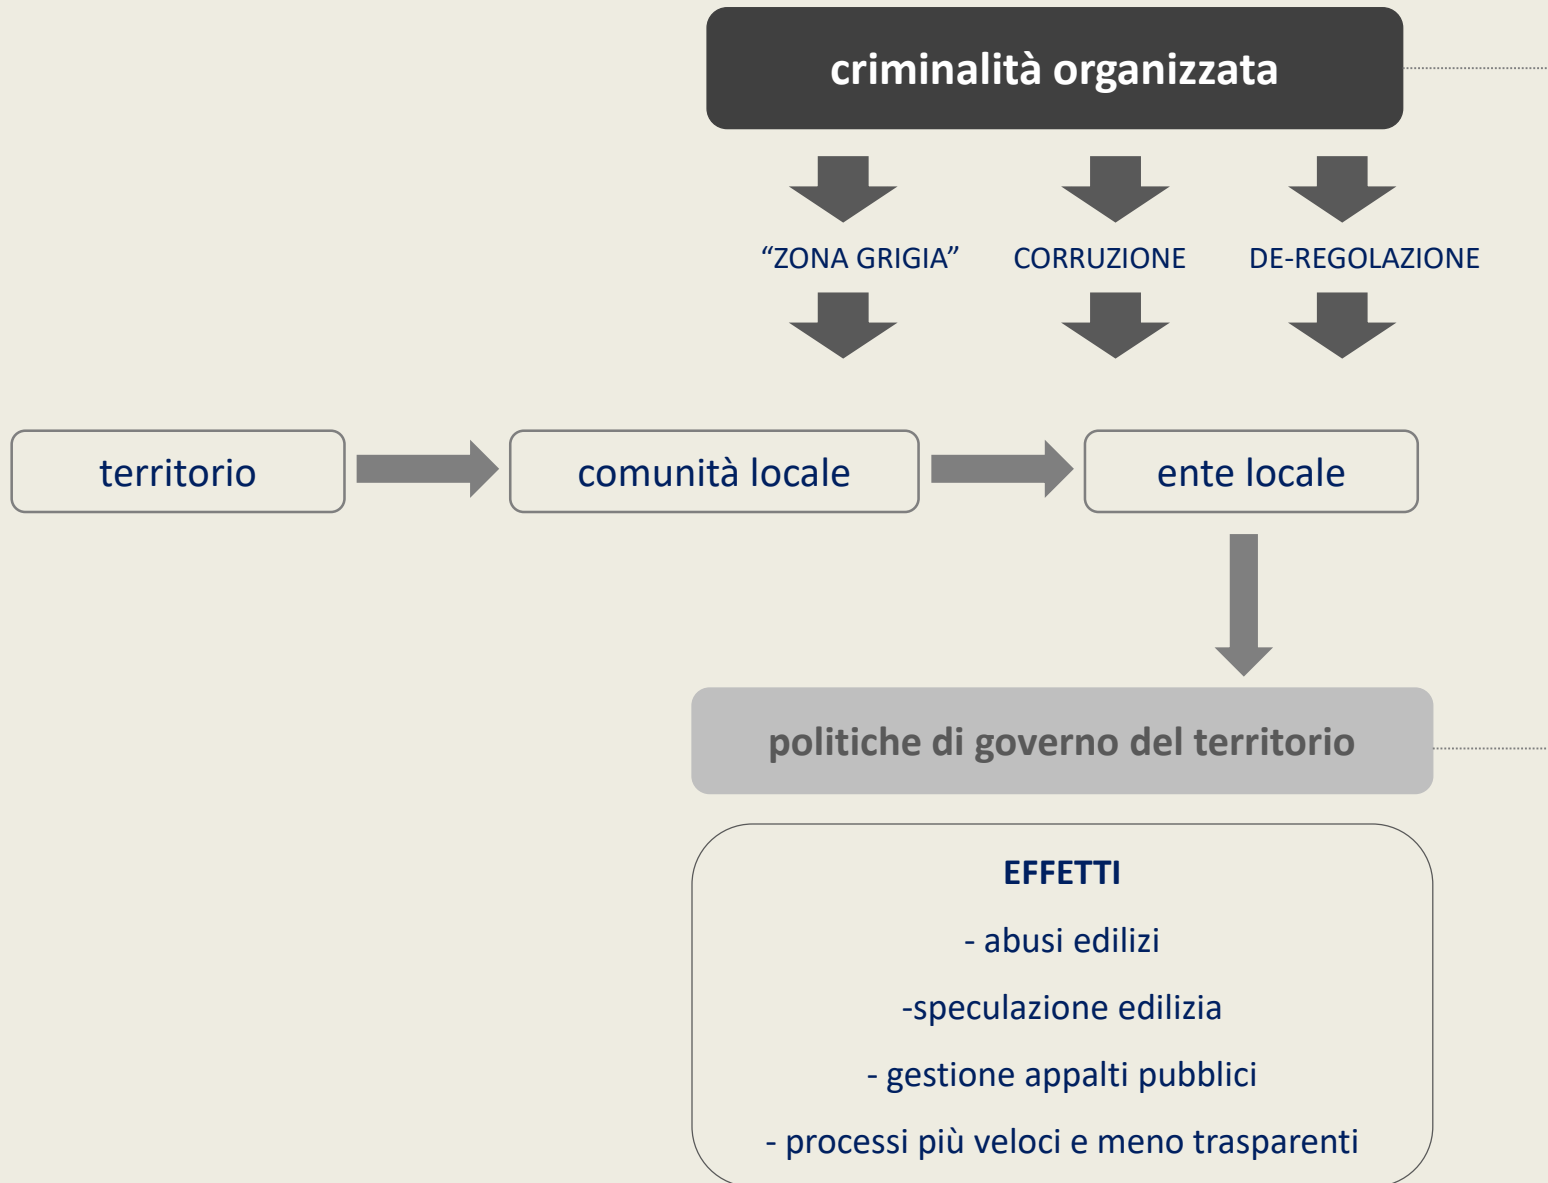 criminalità organizzata
“ZONA GRIGIA” CORRUZIONE DE-REGOLAZIONE
territorio comunità locale ente locale
politiche di governo del territorio
EFFETTI
- abusi edilizi
-speculazione edilizia
- gestione appalti pubblici
- processi più veloci e meno trasparenti